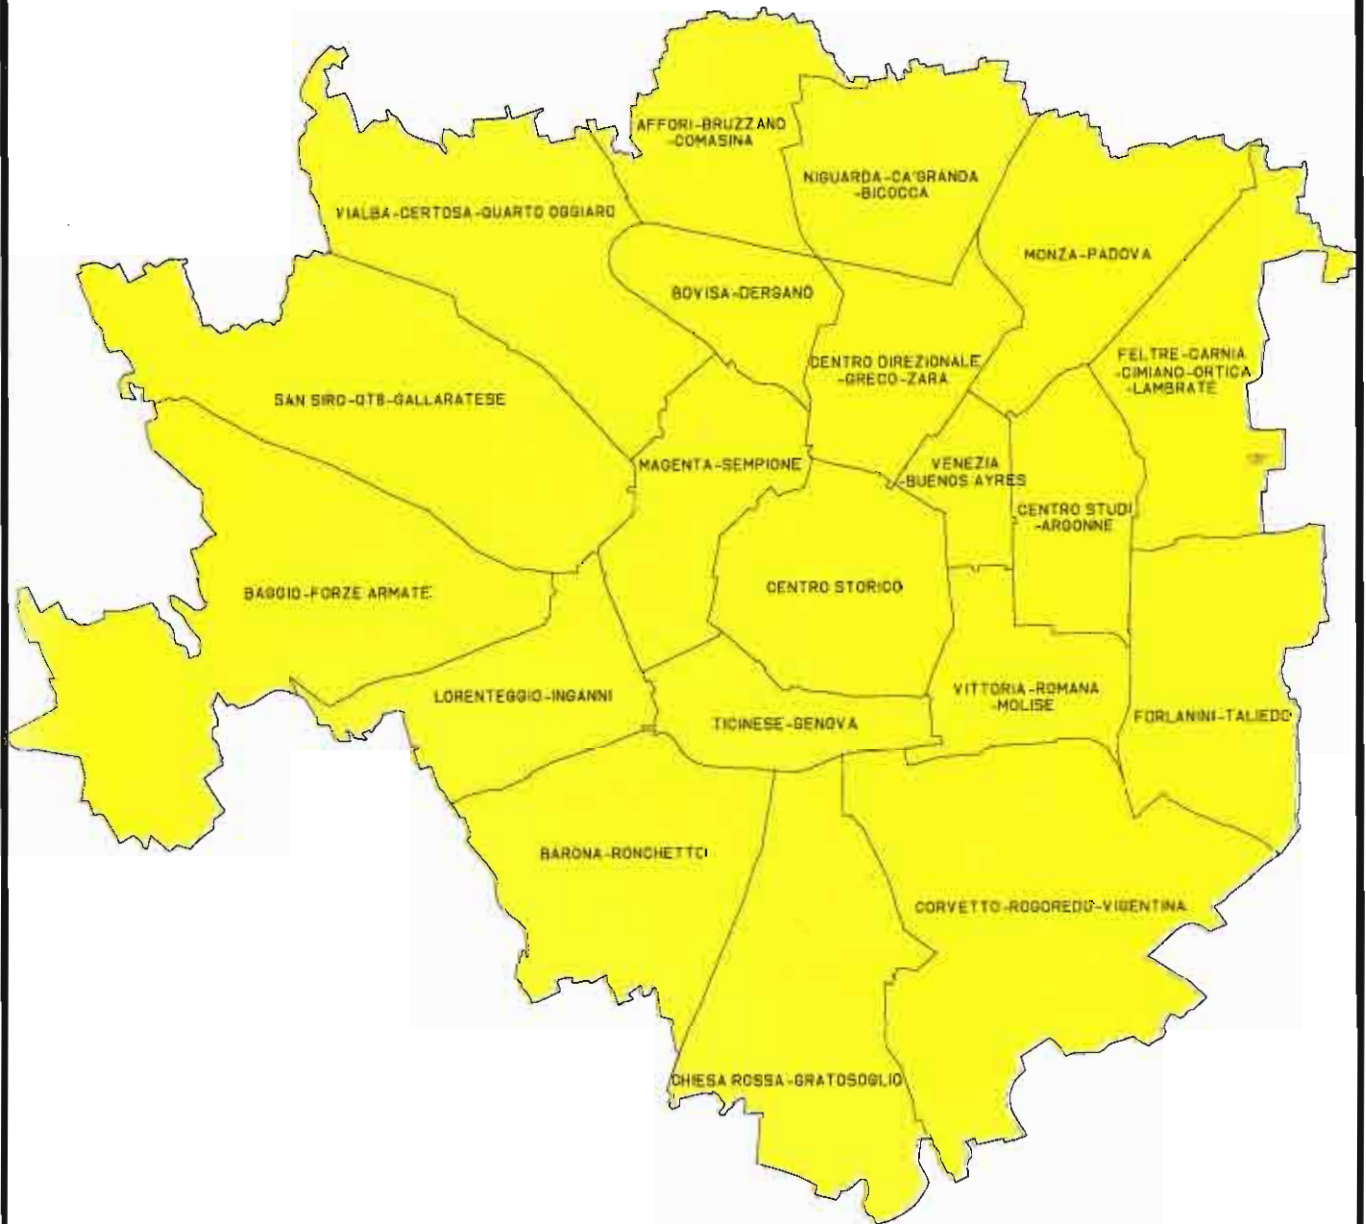 AFFORI-BRUZZANO
-COMASINA
NIGUARDA-CA'GRANDA
-BICOCCA
VIALBA-CERTOSA-QUARTO OGGIARO
MONZA-PADOVA
BOVISA-DERGANO
CENTRO DIREZIONALE
-GRECO-ZARA
FELTRE-CARNIA
-CIMIANO-ORTICA
-LAMBRATE
SAN SIRO-QT8-GALLARATESE
MAGENTA-SEMPIONE
VENEZIA
-BUENOS AYRES
CENTRO STUDI
-ARGONNE
BAGGIO-FORZE ARMATE
CENTRO STORICO
LORENTEGGIO-INGANNI
VITTORIA-ROMANA
-MOLISE
TICINESE-GENOVA
FORLANINI-TALIEDO
BARONA-RONCHETTO
CORVETTO-ROGOREDO-VIGENTINA
CHIESA ROSSA-GRATOSOGLIO